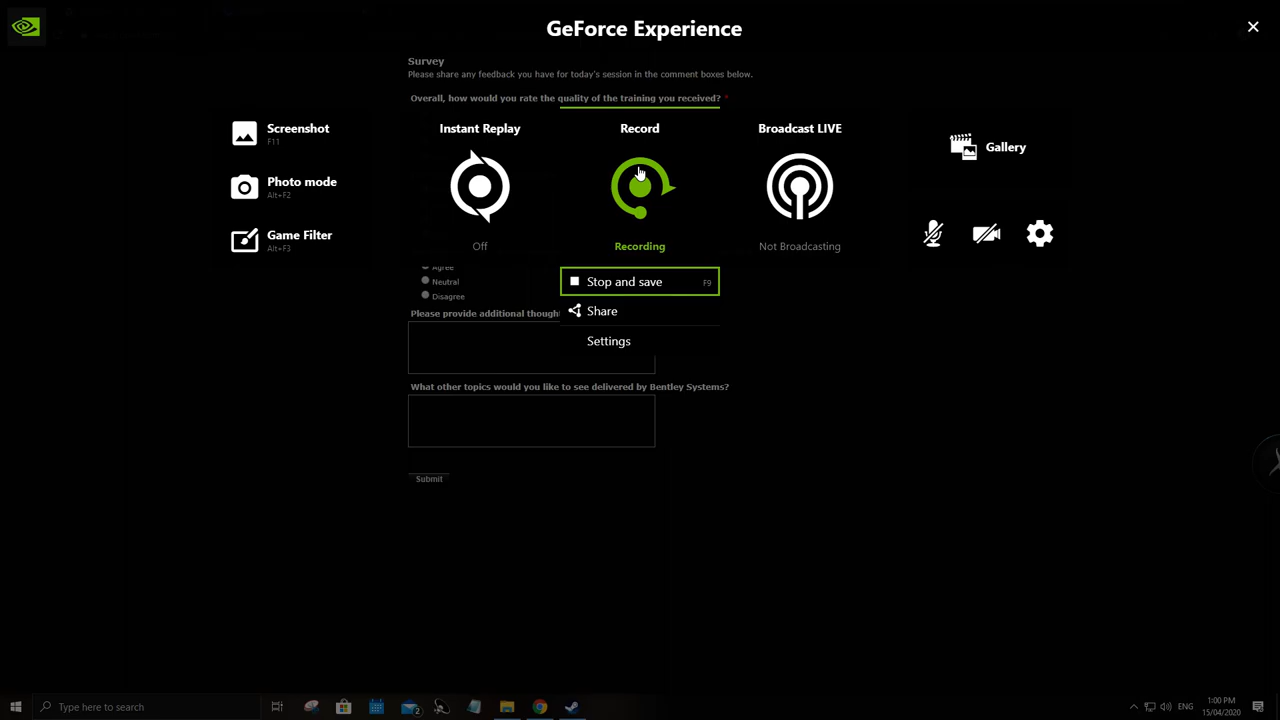 GeForce Experience
Survey
Please share any feedback you have for today's session in the comment boxes below.
Overall, how would you rate the quality of the training you received? *
Screenshot
F11
Photo mode
Alt+F2
Game Filter
Alt+F3
Instant Replay
Off
Record
Recording
Broadcast LIVE
Not Broadcasting
Gallery
Stop and save F9
Share
Settings
Agree
Neutral
Disagree
Please provide additional though
What other topics would you like to see delivered by Bentley Systems?
Submit
Type here to search
2
ENG
1:00 PM
15/04/2020